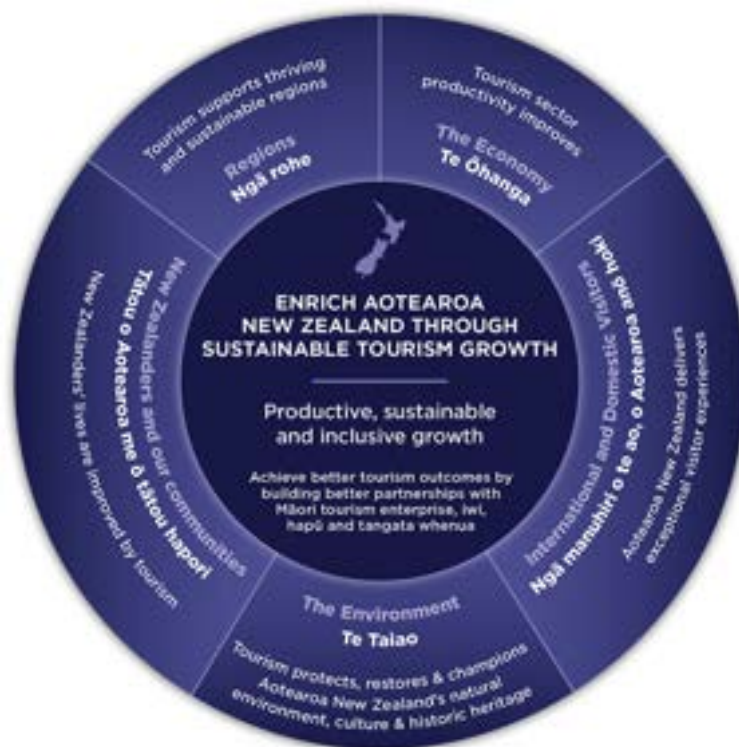 Tourism supports thriving
and sustainable regions
Regions
Ngā rohe
Tourism sector
productivity improves
The Economy
Te Ōhanga
International and Domestic Visitors
Ngā manuhiri o te ao, o Aotearoa anō hoki
Aotearoa New Zealand delivers
exceptional visitor experiences
The Environment
Te Taiao
Tourism protects, restores & champions
Aotearoa New Zealand's natural
environment, culture & historic heritage
New Zealanders and our communities
Tātou o Aotearoa me ō tātou hapori
New Zealanders' lives are improved by tourism
ENRICH AOTEAROA
NEW ZEALAND THROUGH
SUSTAINABLE TOURISM GROWTH
Productive, sustainable
and inclusive growth
Achieve better tourism outcomes by
building better partnerships with
Māori tourism enterprise, iwi,
hapū and tangata whenua